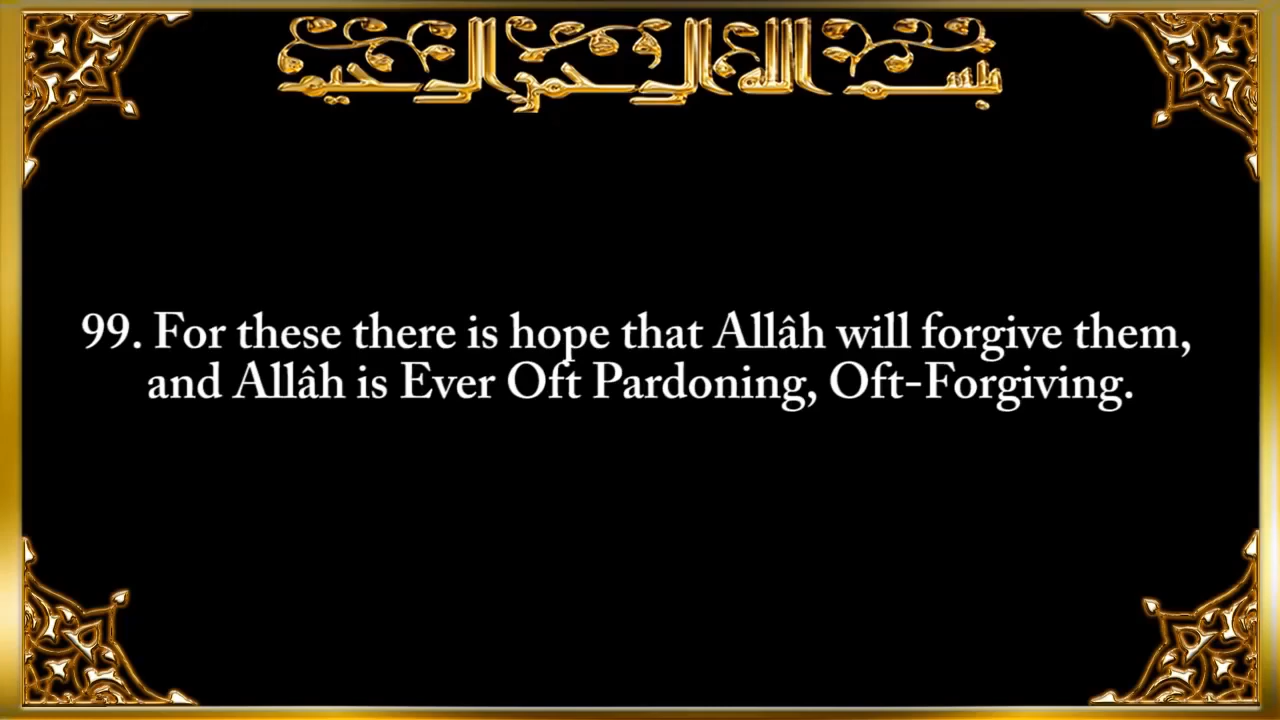 بسم الله الرحمن الرحيم
99. For these there is hope that Allâh will forgive them,
and Allâh is Ever Oft Pardoning, Oft-Forgiving.